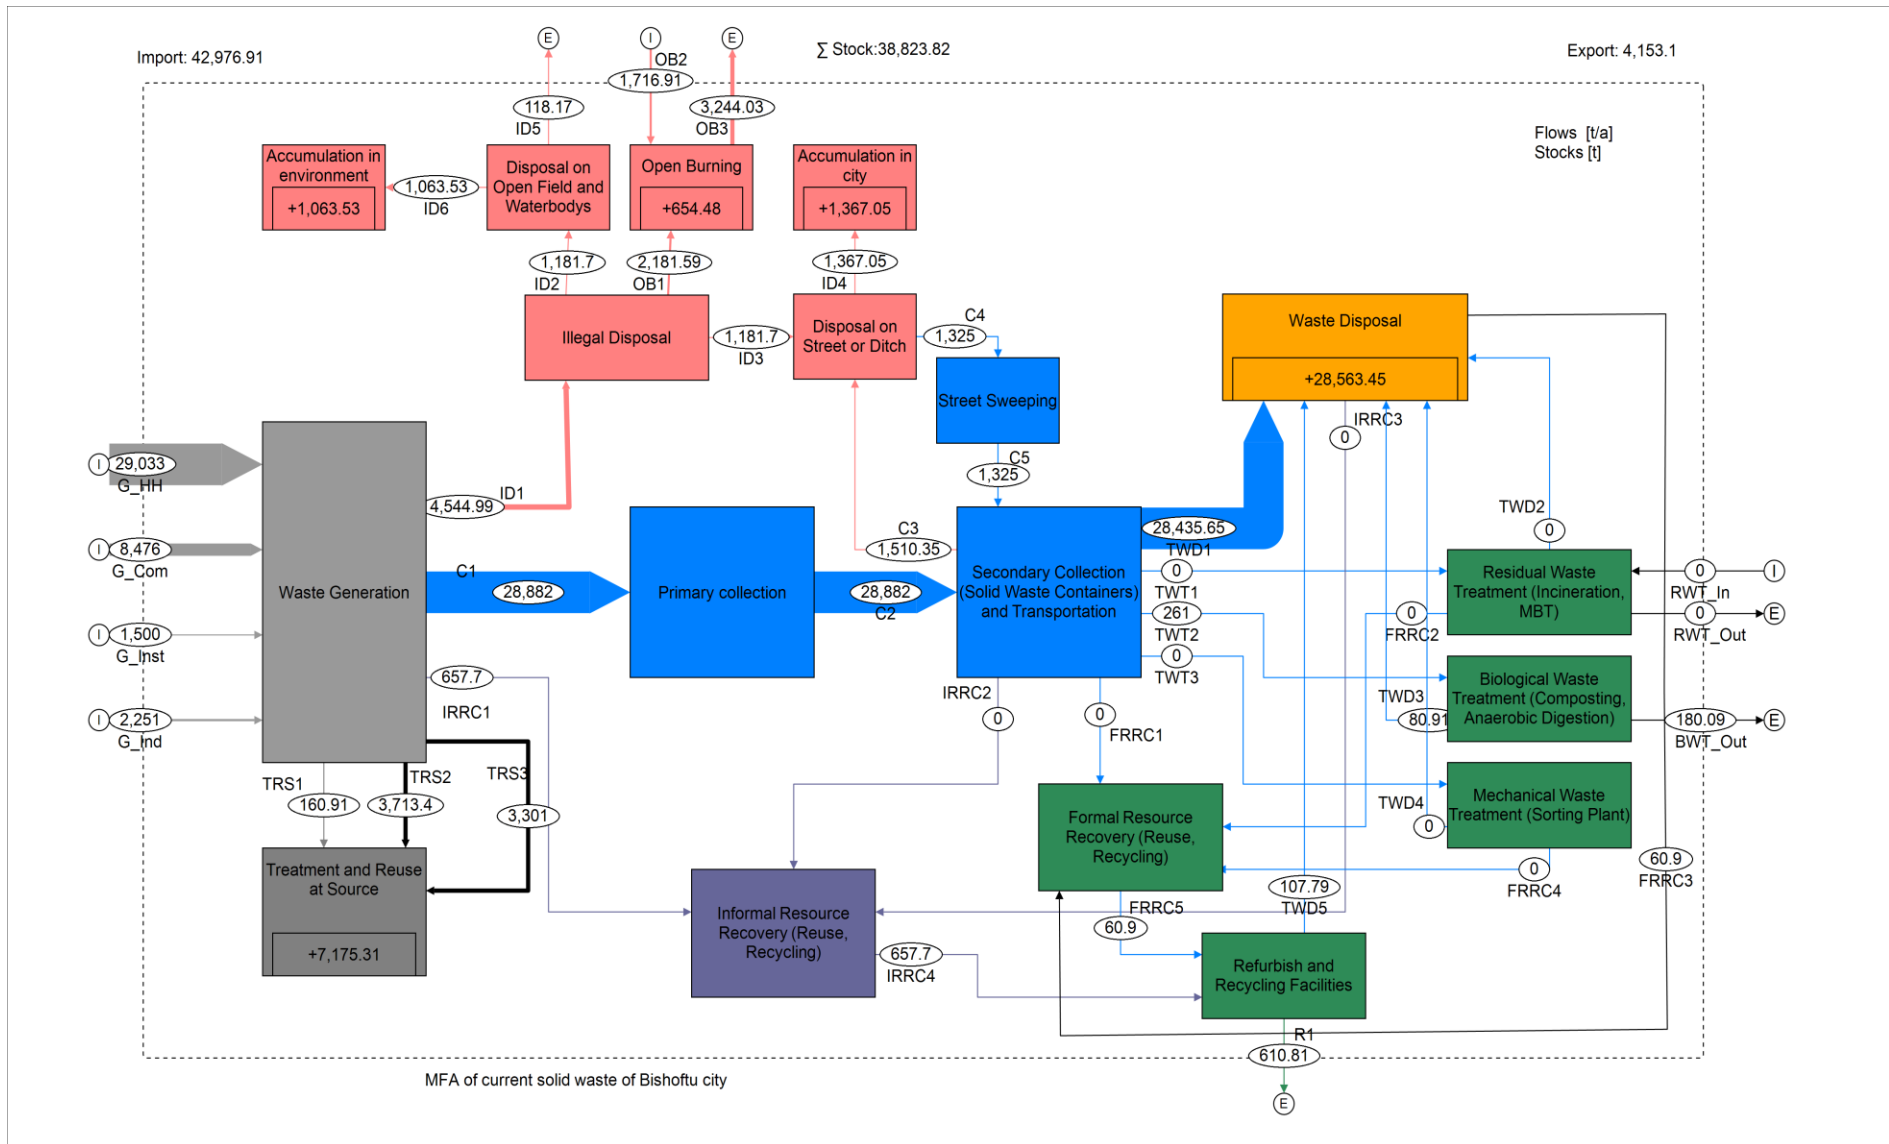 Import: 42,976.91
∑ Stock:38,823.82
Export: 4,153.1
E
I
E
OB2
1,716.91
118.17
3,244.03
ID5
OB3
Flows [t/a]
Stocks [t]
Accumulation in
environment
+1,063.53
1,063.53
ID6
Disposal on
Open Field and
Waterbodys
Open Burning
+654.48
Accumulation in
city
+1,367.05
1,181.7
ID2
2,181.59
OB1
1,367.05
ID4
Illegal Disposal
1,181.7
ID3
Disposal on
Street or Ditch
C4
1,325
Street Sweeping
C5
1,325
Waste Disposal
+28,563.45
IRRC3
0
I
29,033
G_HH
I
8,476
G_Com
I
1,500
G_Inst
I
2,251
G_Ind
Waste Generation
ID1
4,544.99
C1
28,882
Primary collection
28,882
C2
C3
1,510.35
Secondary Collection
(Solid Waste Containers)
and Transportation
28,435.65
TWD1
0
TWT1
261
TWT2
0
TWT3
TWD2
0
Residual Waste
Treatment (Incineration,
MBT)
0
RWT_In
I
0
RWT_Out
E
0
FRRC2
Biological Waste
Treatment (Composting,
Anaerobic Digestion)
TWD3
80.91
180.09
BWT_Out
E
Mechanical Waste
Treatment (Sorting Plant)
TWD4
0
0
FRRC4
60.9
FRRC3
657.7
IRRC1
IRRC2
0
0
FRRC1
TRS1
160.91
TRS2
3,713.4
TRS3
3,301
Treatment and Reuse
at Source
+7,175.31
Formal Resource
Recovery (Reuse,
Recycling)
Informal Resource
Recovery (Reuse,
Recycling)
657.7
IRRC4
FRRC5
60.9
107.79
TWD5
Refurbish and
Recycling Facilities
R1
610.81
E
MFA of current solid waste of Bishoftu city